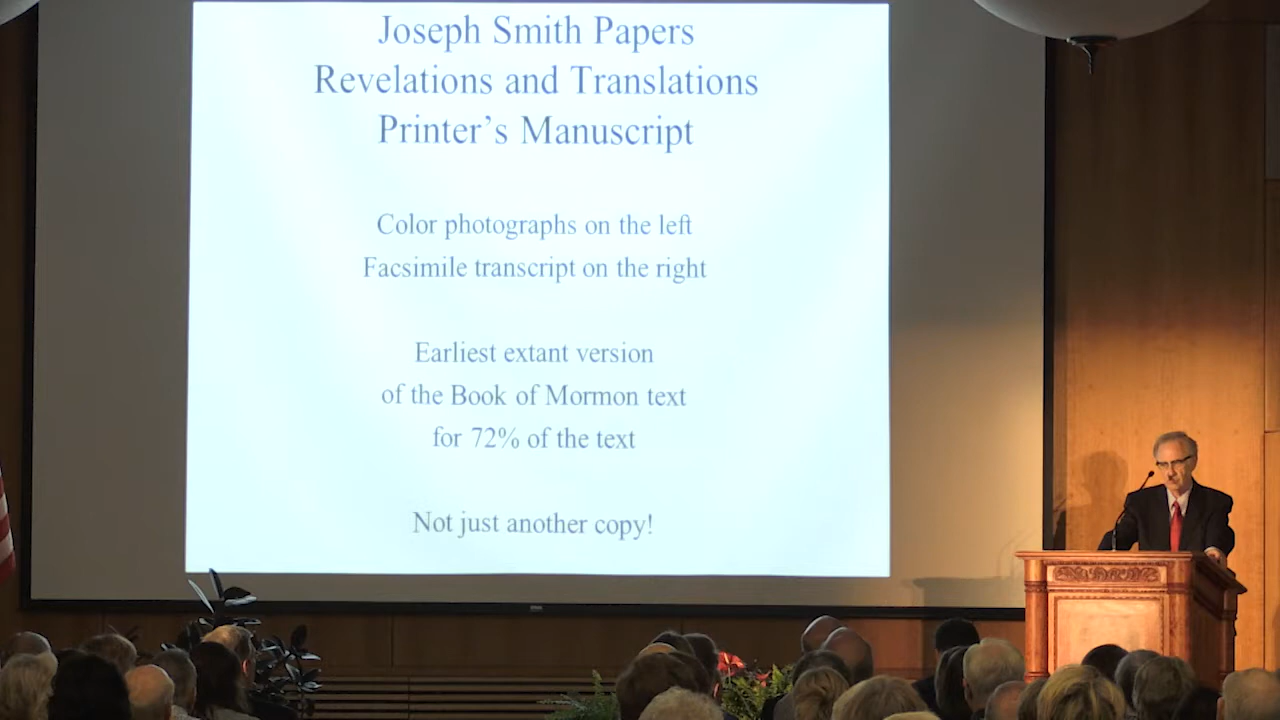 Joseph Smith Papers
Revelations and Translations
Printer's Manuscript
Color photographs on the left
Facsimile transcript on the right
Earliest extant version
of the Book of Mormon text
for 72% of the text
Not just another copy!